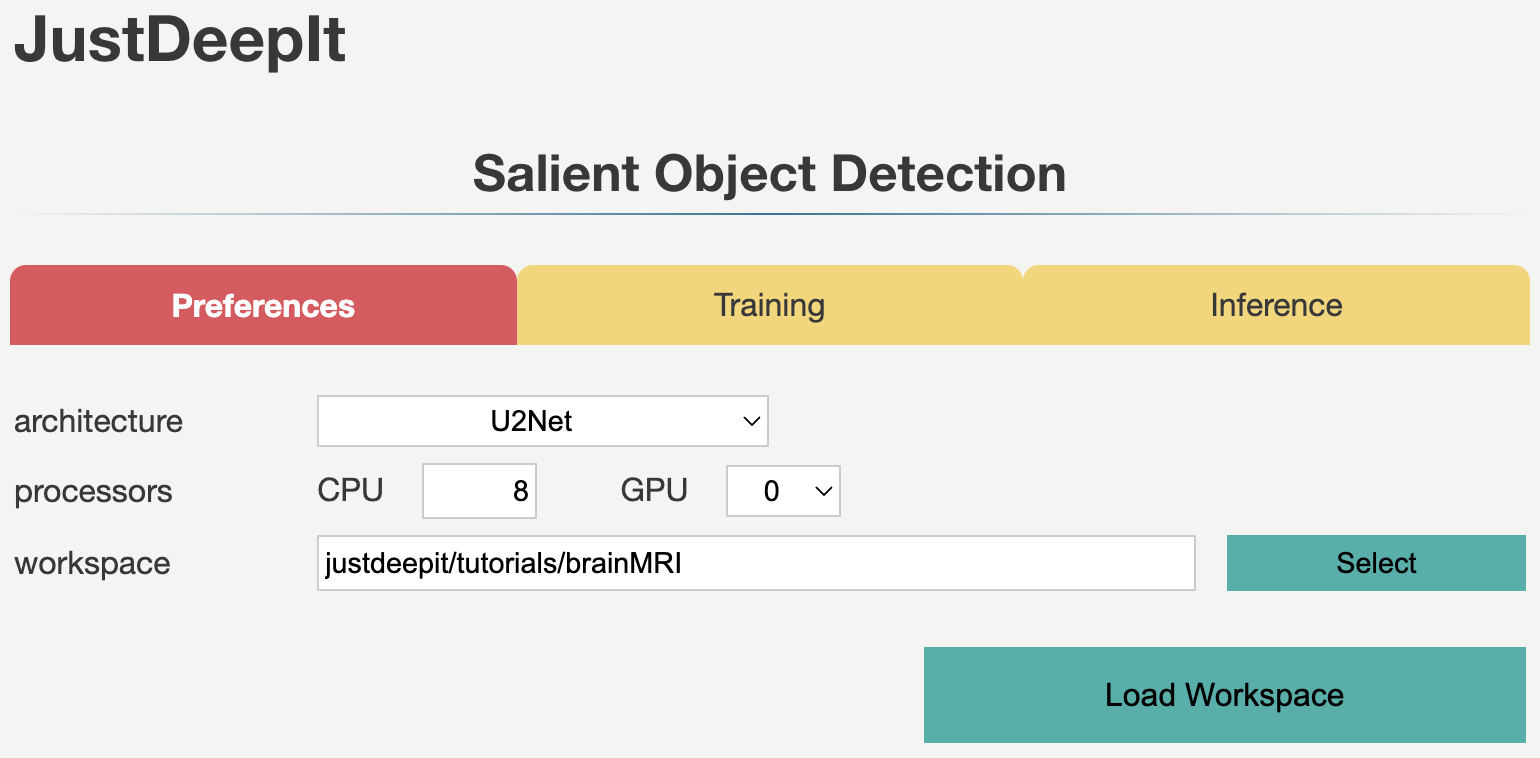 JustDeepIt
Salient Object Detection
Preferences Training Inference
architecture U2Net
processors CPU 8 GPU 0
workspace justdeepit/tutorials/brainMRI Select
Load Workspace